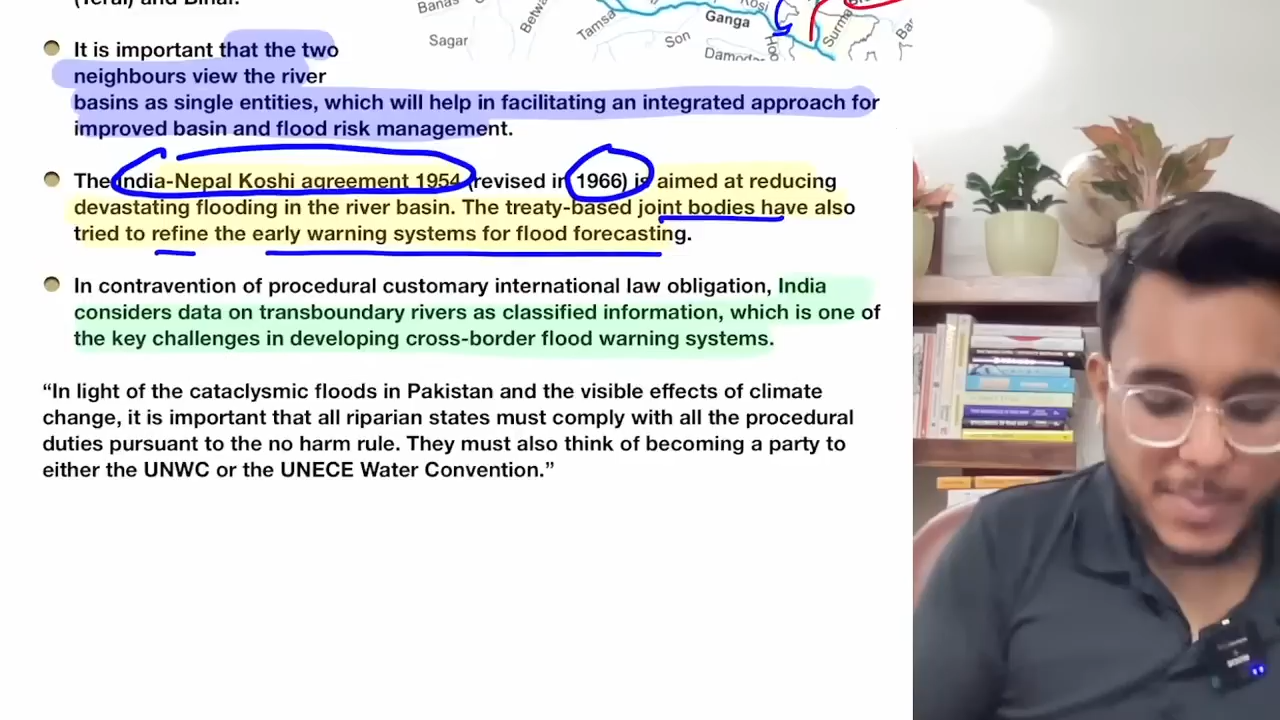 (Terai) and Bihar.
Banas
Betwa
Tamsa
Kosi
Ganga
Sagar
Son
Damodar
Surma
It is important that the two
neighbours view the river
basins as single entities, which will help in facilitating an integrated approach for
improved basin and flood risk management.
The India-Nepal Koshi agreement 1954 (revised in 1966) is aimed at reducing
devastating flooding in the river basin. The treaty-based joint bodies have also
tried to refine the early warning systems for flood forecasting.
In contravention of procedural customary international law obligation, India
considers data on transboundary rivers as classified information, which is one of
the key challenges in developing cross-border flood warning systems.
“In light of the cataclysmic floods in Pakistan and the visible effects of climate
change, it is important that all riparian states must comply with all the procedural
duties pursuant to the no harm rule. They must also think of becoming a party to
either the UNWC or the UNECE Water Convention.”